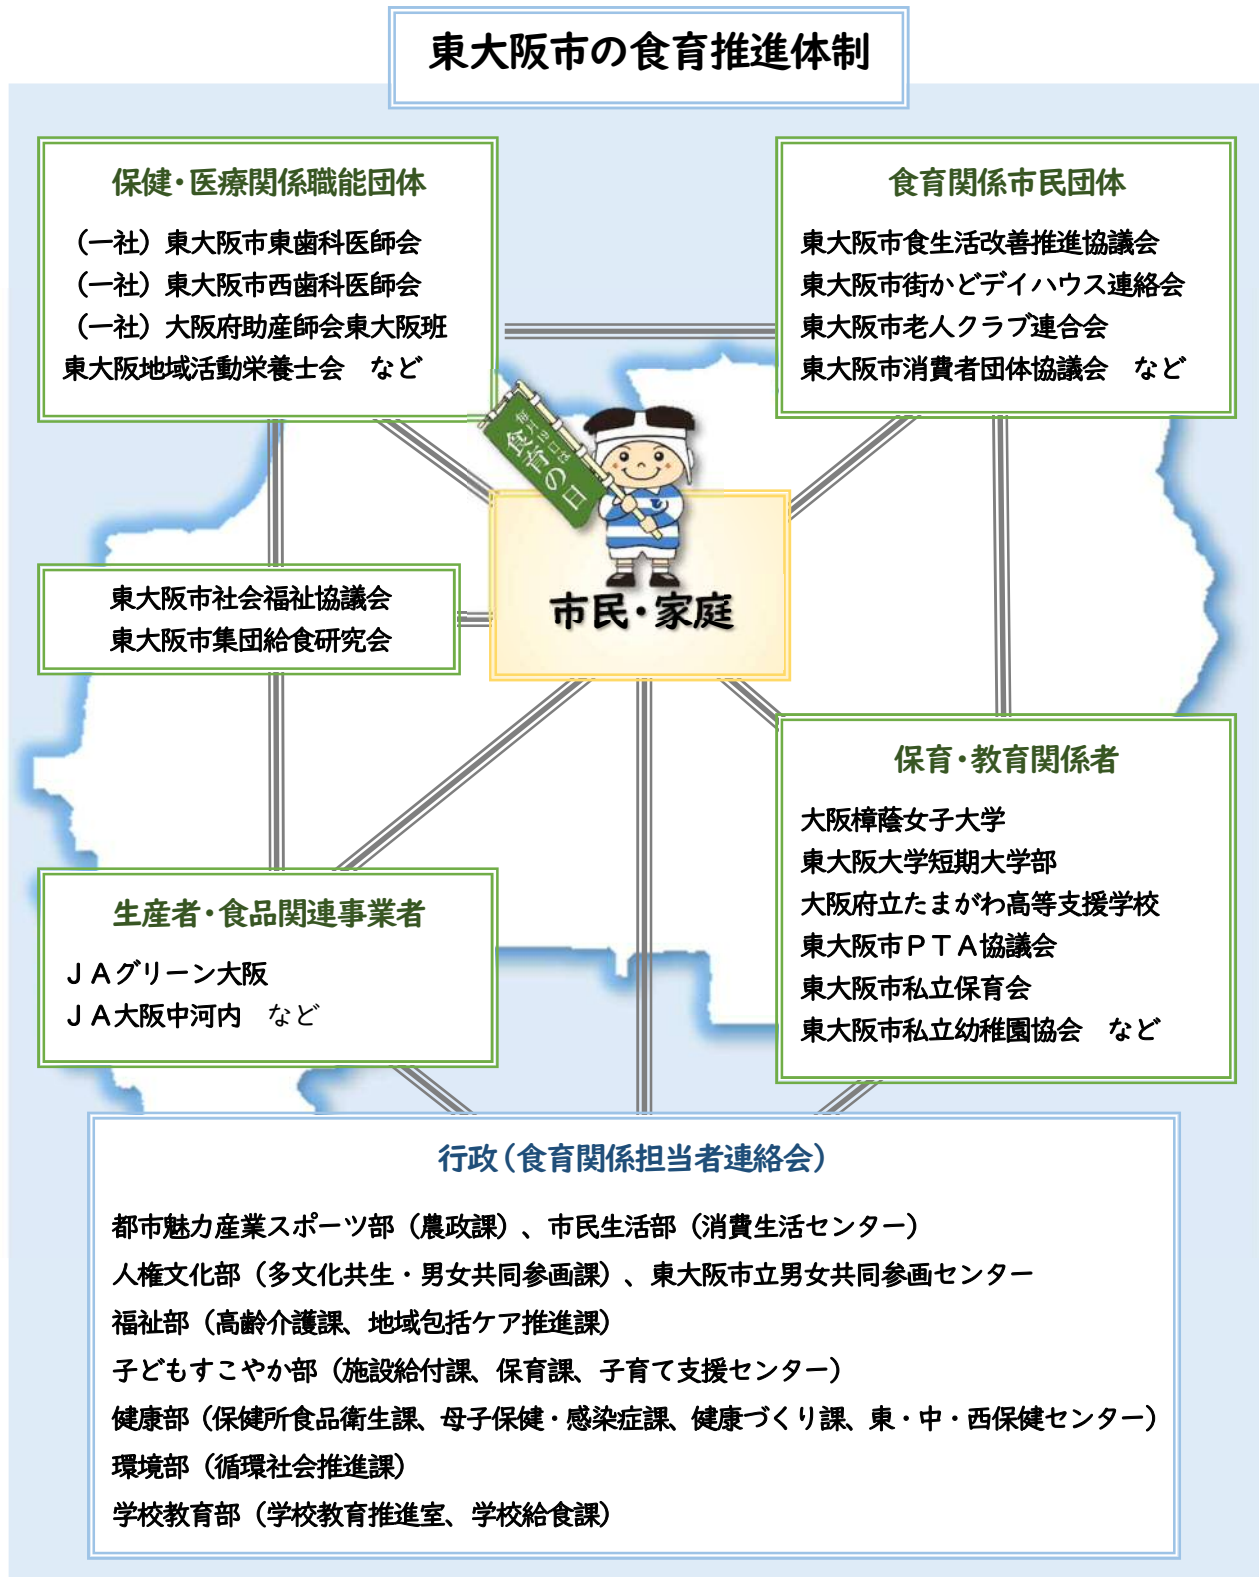 東大阪市の食育推進体制
保健・医療関係職能団体
（一社）東大阪市東歯科医師会
（一社）東大阪市西歯科医師会
（一社）大阪府助産師会東大阪班
東大阪地域活動栄養士会　など
食育関係市民団体
東大阪市食生活改善推進協議会
東大阪市街かどデイハウス連絡会
東大阪市老人クラブ連合会
東大阪市消費者団体協議会　など
毎月19日は
食育の日
市民・家庭
東大阪市社会福祉協議会
東大阪市集団給食研究会
保育・教育関係者
大阪樟蔭女子大学
東大阪大学短期大学部
大阪府立たまがわ高等支援学校
東大阪市ＰＴＡ協議会
東大阪市私立保育会
東大阪市私立幼稚園協会　など
生産者・食品関連事業者
ＪＡグリーン大阪
ＪＡ大阪中河内　など
行政（食育関係担当者連絡会）
都市魅力産業スポーツ部（農政課）、市民生活部（消費生活センター）
人権文化部（多文化共生・男女共同参画課）、東大阪市立男女共同参画センター
福祉部（高齢介護課、地域包括ケア推進課）
子どもすこやか部（施設給付課、保育課、子育て支援センター）
健康部（保健所食品衛生課、母子保健・感染症課、健康づくり課、東・中・西保健センター）
環境部（循環社会推進課）
学校教育部（学校教育推進室、学校給食課）